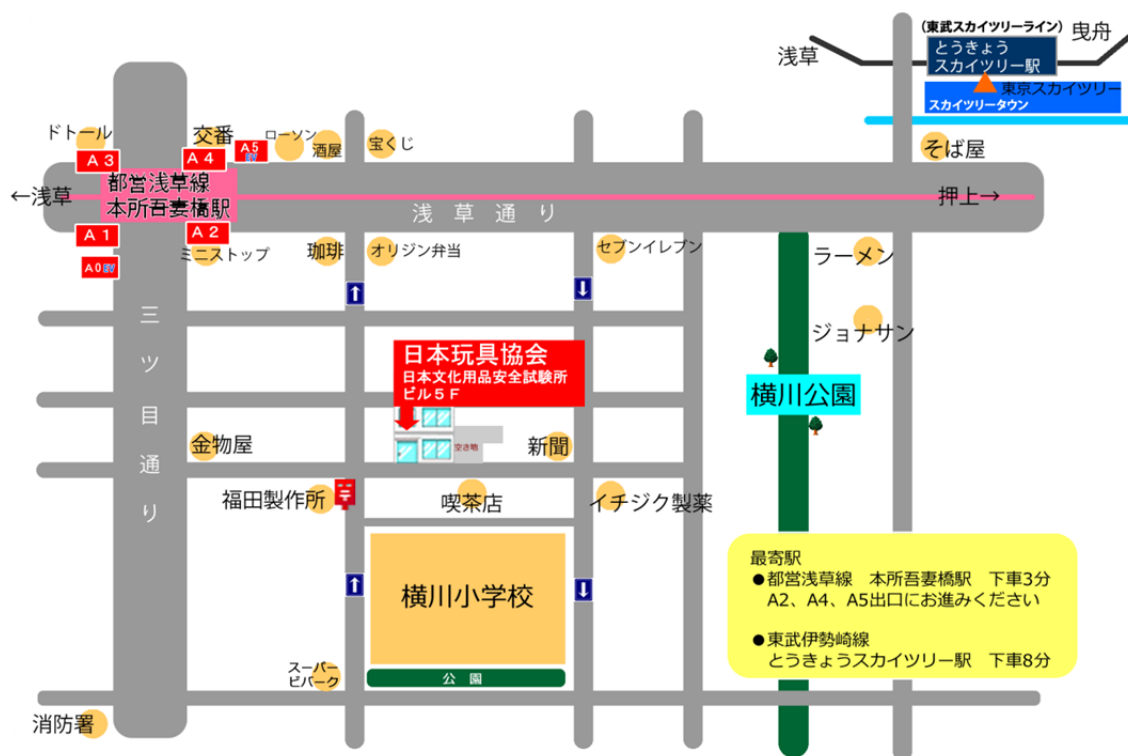 (東武スカイツリーライン)
浅草
とうきょう
スカイツリー駅
曳舟
東京スカイツリー
スカイツリータウン
ドトール
交番
A5
EV
ローソン
酒屋
宝くじ
そば屋
A3
A4
都営浅草線
本所吾妻橋駅
←浅草
浅草通り
押上→
A1
A2
A0EV
ミニストップ
珈琲
オリジン弁当
セブンイレブン
ラーメン
↑
↓
三ツ目通り
ジョナサン
日本玩具協会
日本文化用品安全試験所
ビル5F
横川公園
金物屋
空き地
新聞
福田製作所
〒
喫茶店
イチジク製薬
横川小学校
↑
↓
最寄駅
●都営浅草線 本所吾妻橋駅 下車3分
A2、A4、A5出口にお進みください
●東武伊勢崎線
とうきょうスカイツリー駅 下車8分
スーパー
ビバーク
公園
消防署